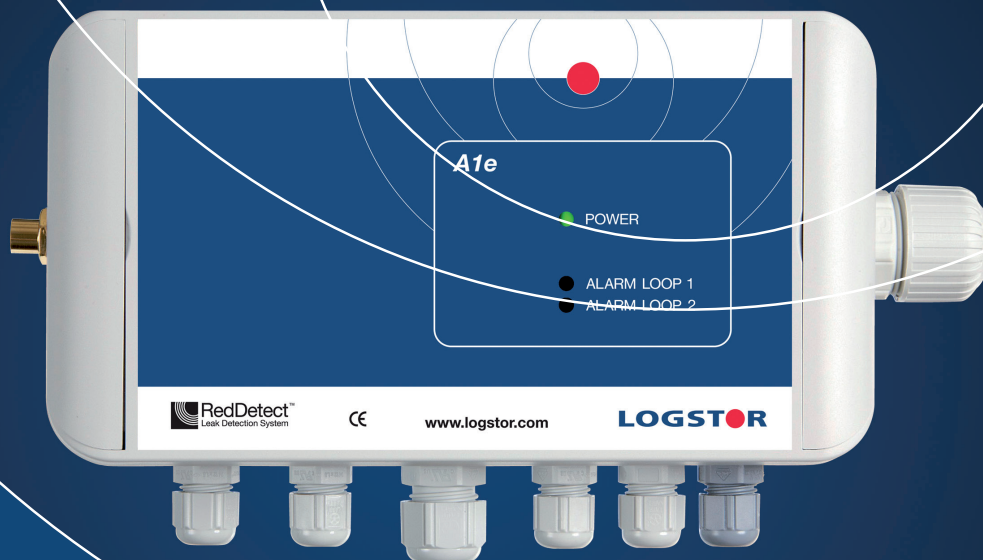 A1e
POWER
ALARM LOOP 1
ALARM LOOP 2
RedDetect™
Leak Detection System
CE
www.logstor.com
LOGSTOR